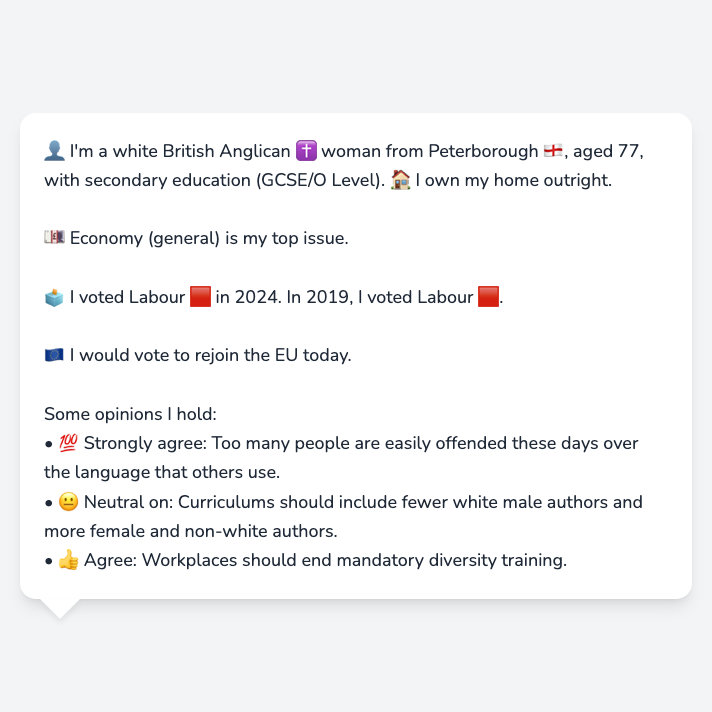 👤 I'm a white British Anglican ✝️ woman from Peterborough 🏴󠁧󠁢󠁥󠁮󠁧󠁿, aged 77,
with secondary education (GCSE/O Level). 🏠 I own my home outright.
💷 Economy (general) is my top issue.
🗳️ I voted Labour 🟥 in 2024. In 2019, I voted Labour 🟥.
🇪🇺 I would vote to rejoin the EU today.
Some opinions I hold:
• 💯 Strongly agree: Too many people are easily offended these days over
the language that others use.
• 😐 Neutral on: Curriculums should include fewer white male authors and
more female and non-white authors.
• 👍 Agree: Workplaces should end mandatory diversity training.